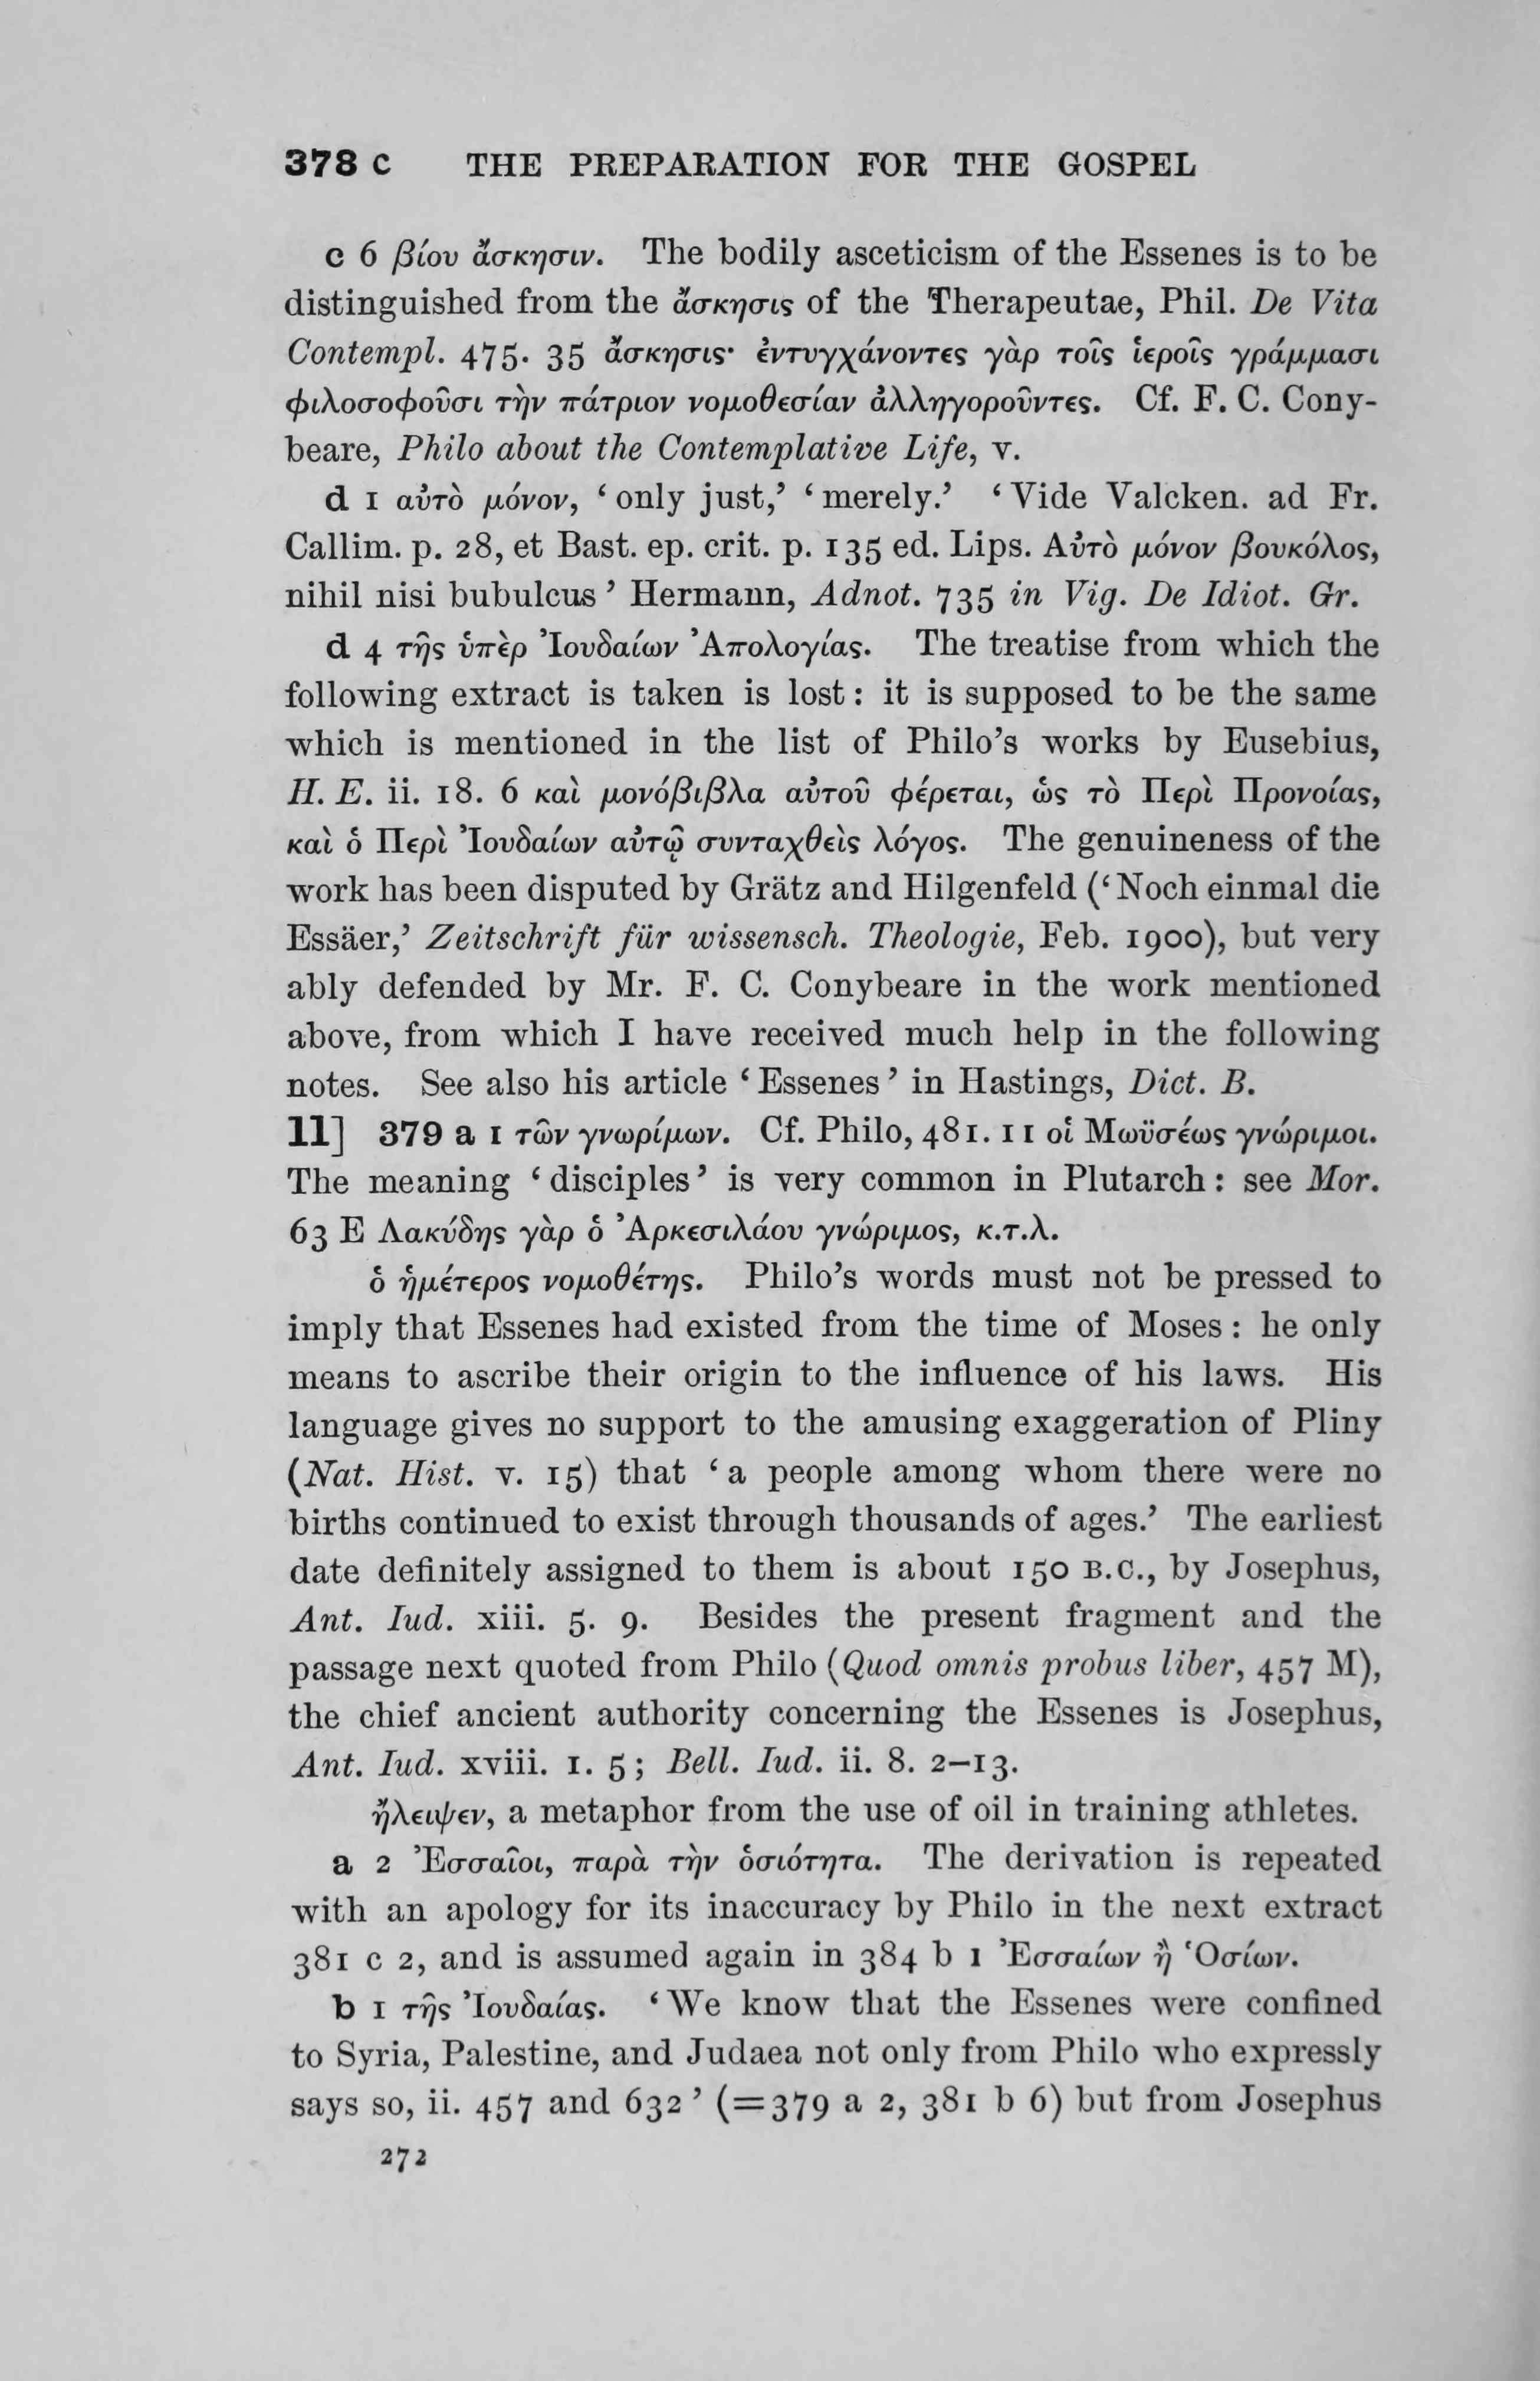 378 c THE PREPARATION FOR THE GOSPEL
c 6 βίου ἄσκησιν. The bodily asceticism of the Essenes is to be
distinguished from the ἄσκησις of the Therapeutae, Phil. De Vita
Contempl. 475. 35 ἄσκησις· ἐντυγχάνοντες γὰρ τοῖς ἱεροῖς γράμμασι
φιλοσοφοῦσι τὴν πάτριον νομοθεσίαν ἀλληγοροῦντες. Cf. F. C. Cony-
beare, Philo about the Contemplative Life, v.
d 1 αὐτὸ μόνον, ‘only just,’ ‘merely.’ ‘Vide Valcken. ad Fr.
Callim. p. 28, et Bast. ep. crit. p. 135 ed. Lips. Αὐτὸ μόνον βουκόλος,
nihil nisi bubulcus’ Hermann, Adnot. 735 in Vig. De Idiot. Gr.
d 4 τῆς ὑπὲρ Ἰουδαίων Ἀπολογίας. The treatise from which the
following extract is taken is lost: it is supposed to be the same
which is mentioned in the list of Philo’s works by Eusebius,
H. E. ii. 18. 6 καὶ μονόβιβλα αὐτοῦ φέρεται, ὡς τὸ Περὶ Προνοίας,
καὶ ὁ Περὶ Ἰουδαίων αὐτῷ συνταχθεὶς λόγος. The genuineness of the
work has been disputed by Grätz and Hilgenfeld (‘Noch einmal die
Essäer,’ Zeitschrift für wissensch. Theologie, Feb. 1900), but very
ably defended by Mr. F. C. Conybeare in the work mentioned
above, from which I have received much help in the following
notes. See also his article ‘Essenes’ in Hastings, Dict. B.
11] 379 a 1 τῶν γνωρίμων. Cf. Philo, 481. 11 οἱ Μωϋσέως γνώριμοι.
The meaning ‘disciples’ is very common in Plutarch: see Mor.
63 E Λακύδης γὰρ ὁ Ἀρκεσιλάου γνώριμος, κ.τ.λ.
ὁ ἡμέτερος νομοθέτης. Philo’s words must not be pressed to
imply that Essenes had existed from the time of Moses: he only
means to ascribe their origin to the influence of his laws. His
language gives no support to the amusing exaggeration of Pliny
(Nat. Hist. v. 15) that ‘a people among whom there were no
births continued to exist through thousands of ages.’ The earliest
date definitely assigned to them is about 150 B.C., by Josephus,
Ant. Iud. xiii. 5. 9. Besides the present fragment and the
passage next quoted from Philo (Quod omnis probus liber, 457 M),
the chief ancient authority concerning the Essenes is Josephus,
Ant. Iud. xviii. 1. 5; Bell. Iud. ii. 8. 2–13.
ἤλειψεν, a metaphor from the use of oil in training athletes.
a 2 Ἐσσαῖοι, παρὰ τὴν ὁσιότητα. The derivation is repeated
with an apology for its inaccuracy by Philo in the next extract
381 c 2, and is assumed again in 384 b 1 Ἐσσαίων ἢ Ὁσίων.
b 1 τῆς Ἰουδαίας. ‘We know that the Essenes were confined
to Syria, Palestine, and Judaea not only from Philo who expressly
says so, ii. 457 and 632’ (=379 a 2, 381 b 6) but from Josephus
272